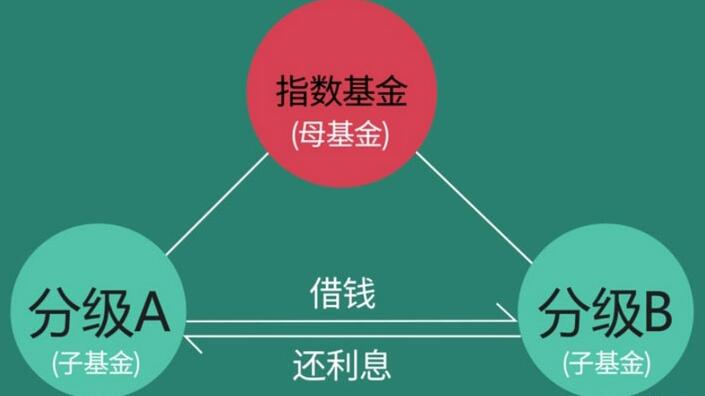 指数基金
(母基金)
借钱
分级A
(子基金)
分级B
(子基金)
还利息